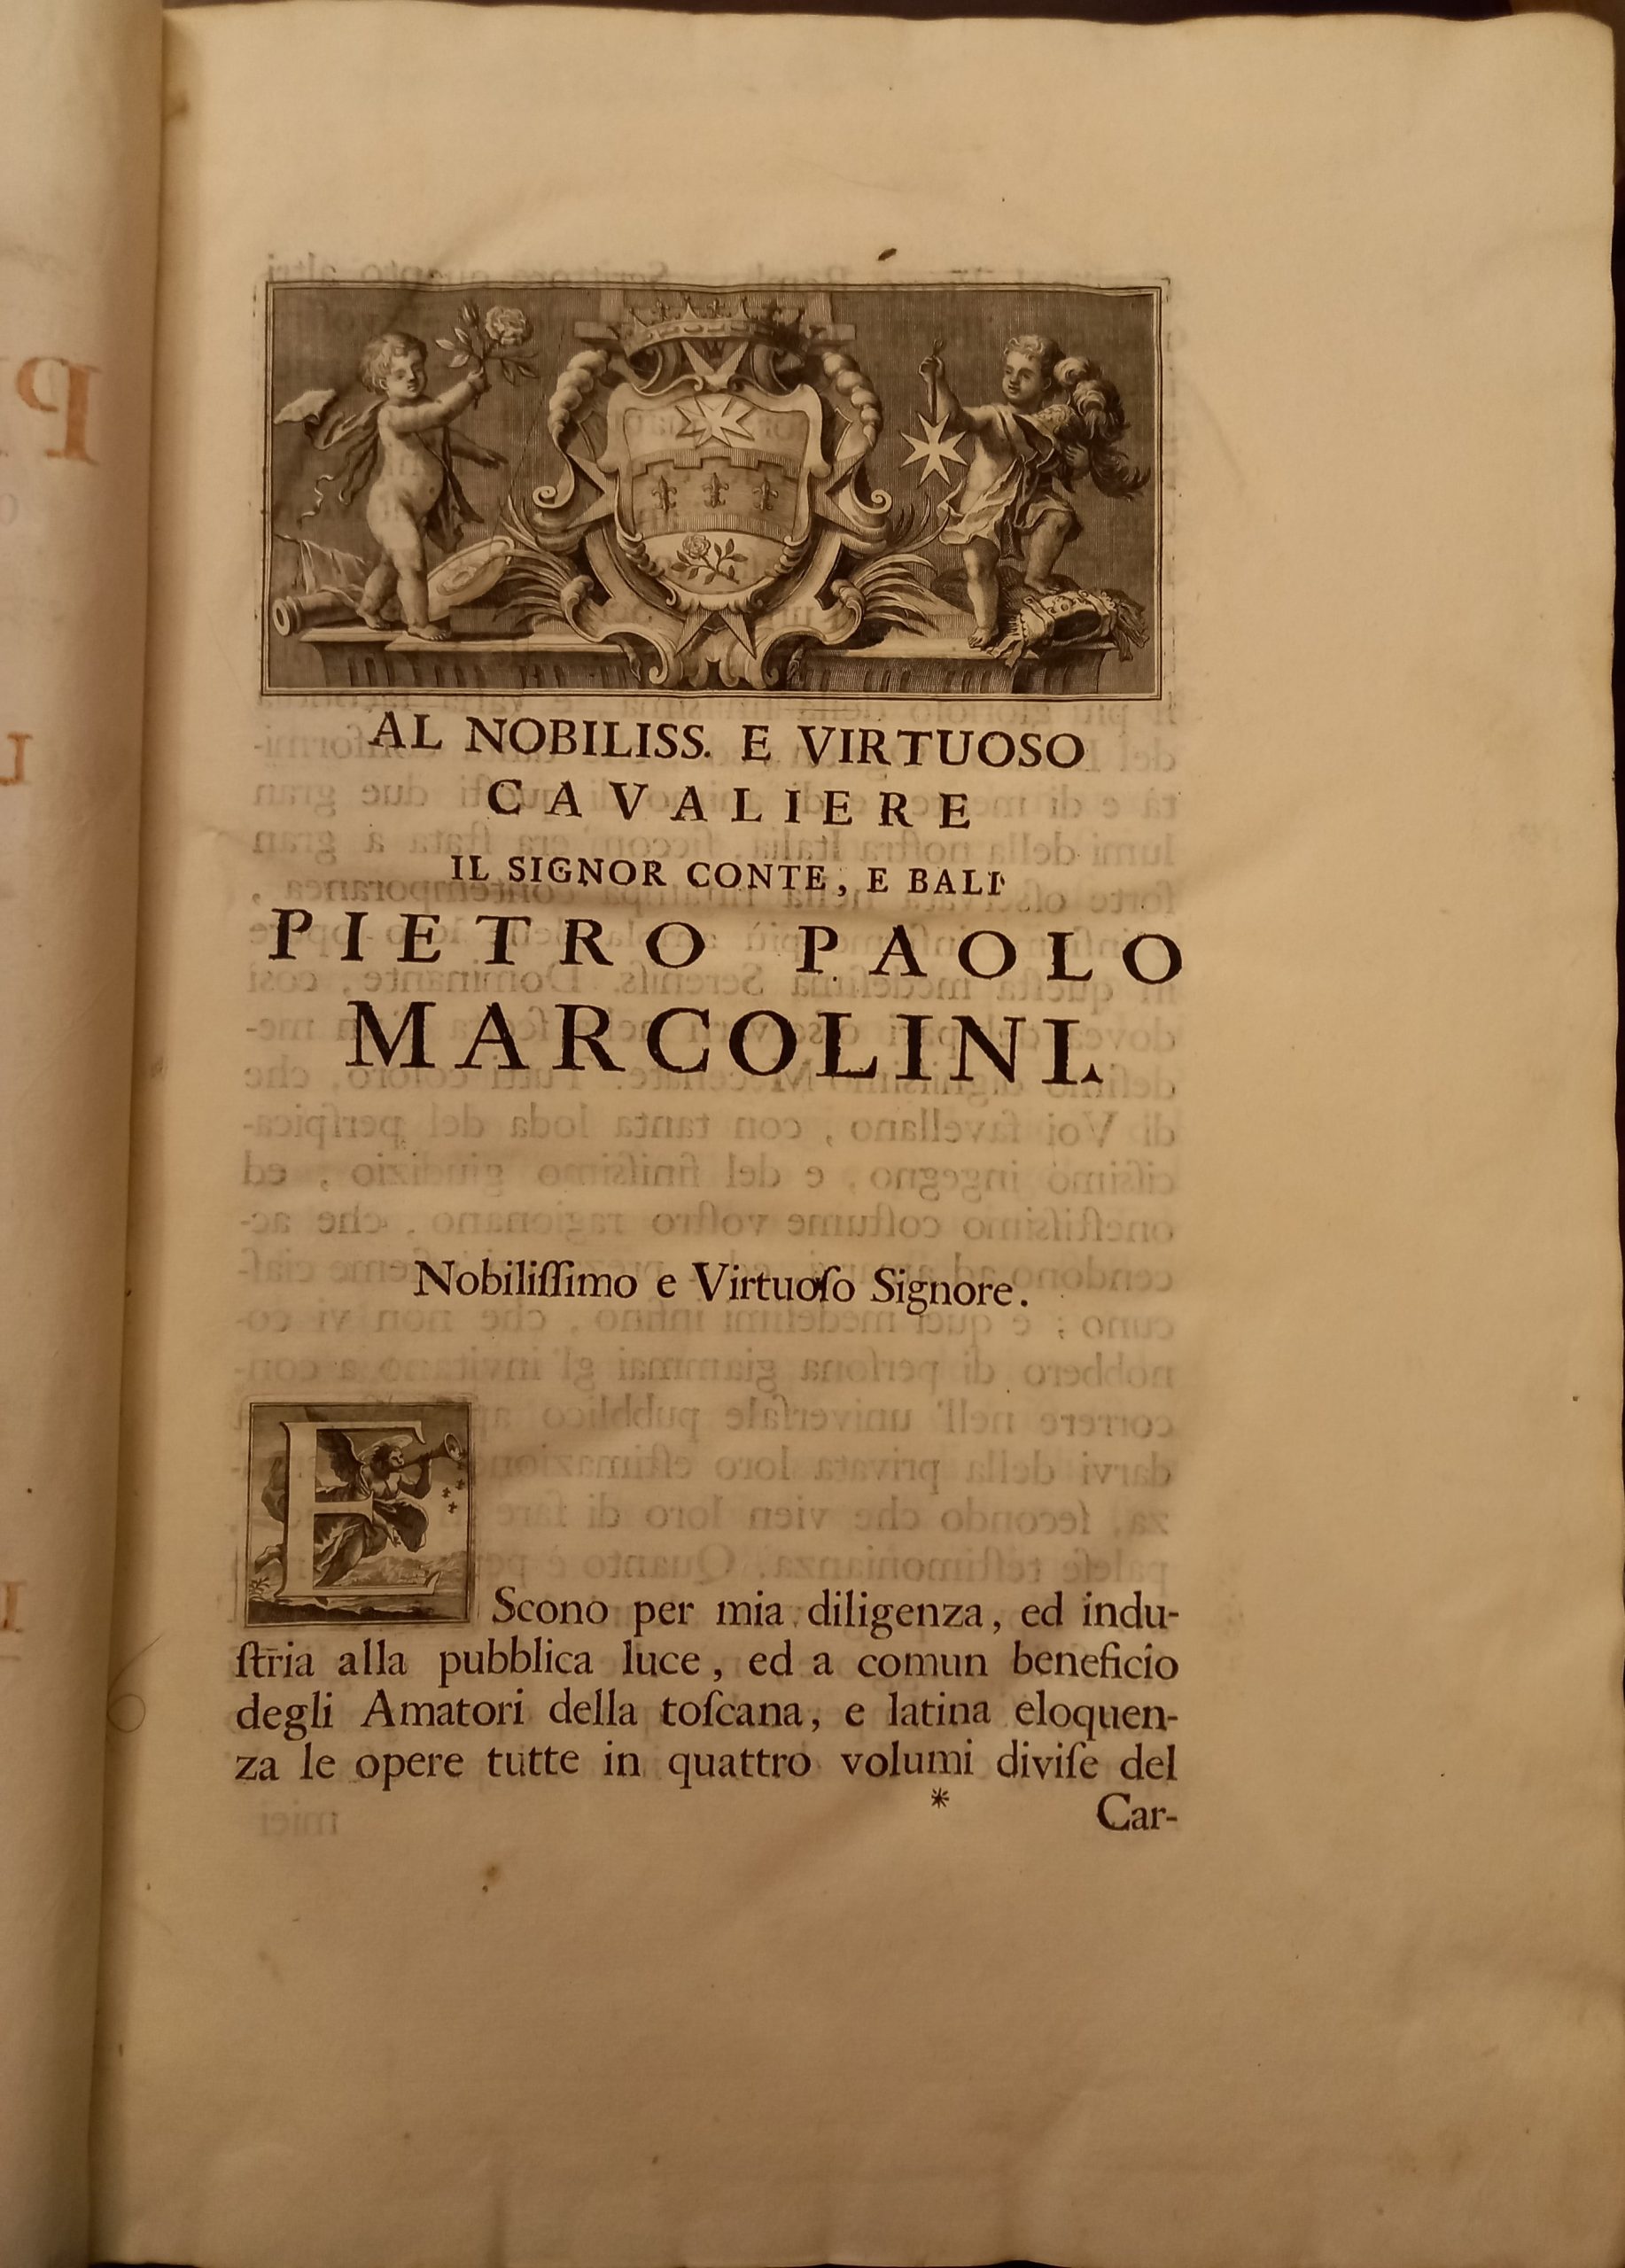 AL NOBILISS. E VIRTUOSO
CAVALIERE
IL SIGNOR CONTE, E BALI'
PIETRO PAOLO
MARCOLINI.
Nobiliſſimo e Virtuoſo Signore.
EScono per mia diligenza, ed indu-
ſtria alla pubblica luce, ed a comun beneficio
degli Amatori della toſcana, e latina eloquen-
za le opere tutte in quattro volumi diviſe del
*
Car-